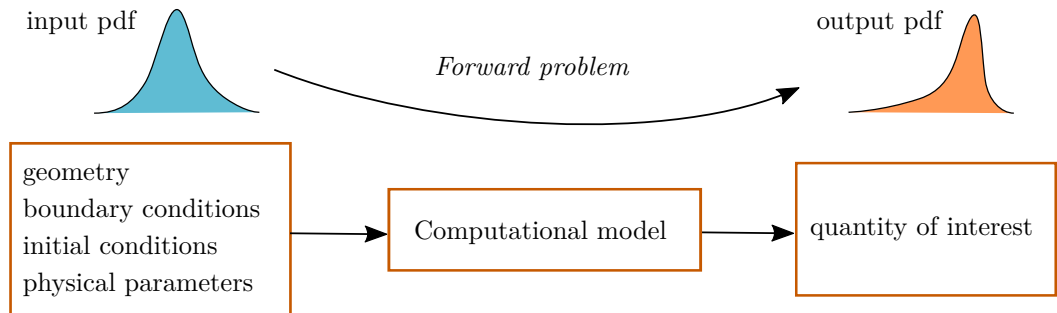 input pdf
output pdf
Forward problem
geometry
boundary conditions
initial conditions
physical parameters
Computational model
quantity of interest